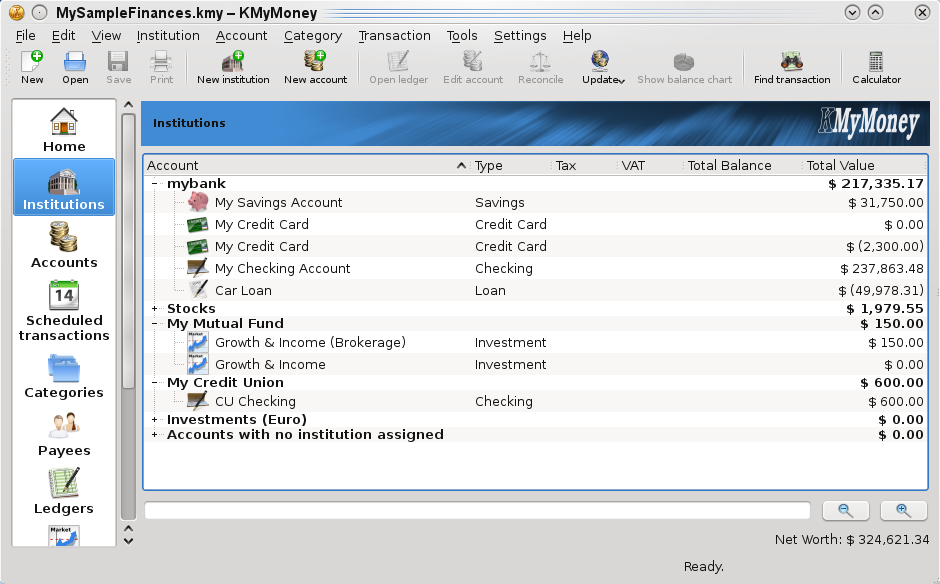 MySampleFinances.kmy – KMyMoney
File Edit View Institution Account Category Transaction Tools Settings Help
New Open Save Print New institution New account Open ledger Edit account Reconcile Update Show balance chart Find transaction Calculator
Home
Institutions
Accounts
14
Scheduled
transactions
Categories
Payees
Ledgers
Market
Institutions
KMyMoney
Account Type Tax VAT Total Balance Total Value
mybank $ 217,335.17
My Savings Account Savings $ 31,750.00
My Credit Card Credit Card $ 0.00
My Credit Card Credit Card $ (2,300.00)
My Checking Account Checking $ 237,863.48
Car Loan Loan $ (49,978.31)
Stocks $ 1,979.55
My Mutual Fund $ 150.00
Market
Growth & Income (Brokerage) Investment $ 150.00
Market
Growth & Income Investment $ 0.00
My Credit Union $ 600.00
CU Checking Checking $ 600.00
Investments (Euro) $ 0.00
Accounts with no institution assigned $ 0.00
Net Worth: $ 324,621.34
Ready.